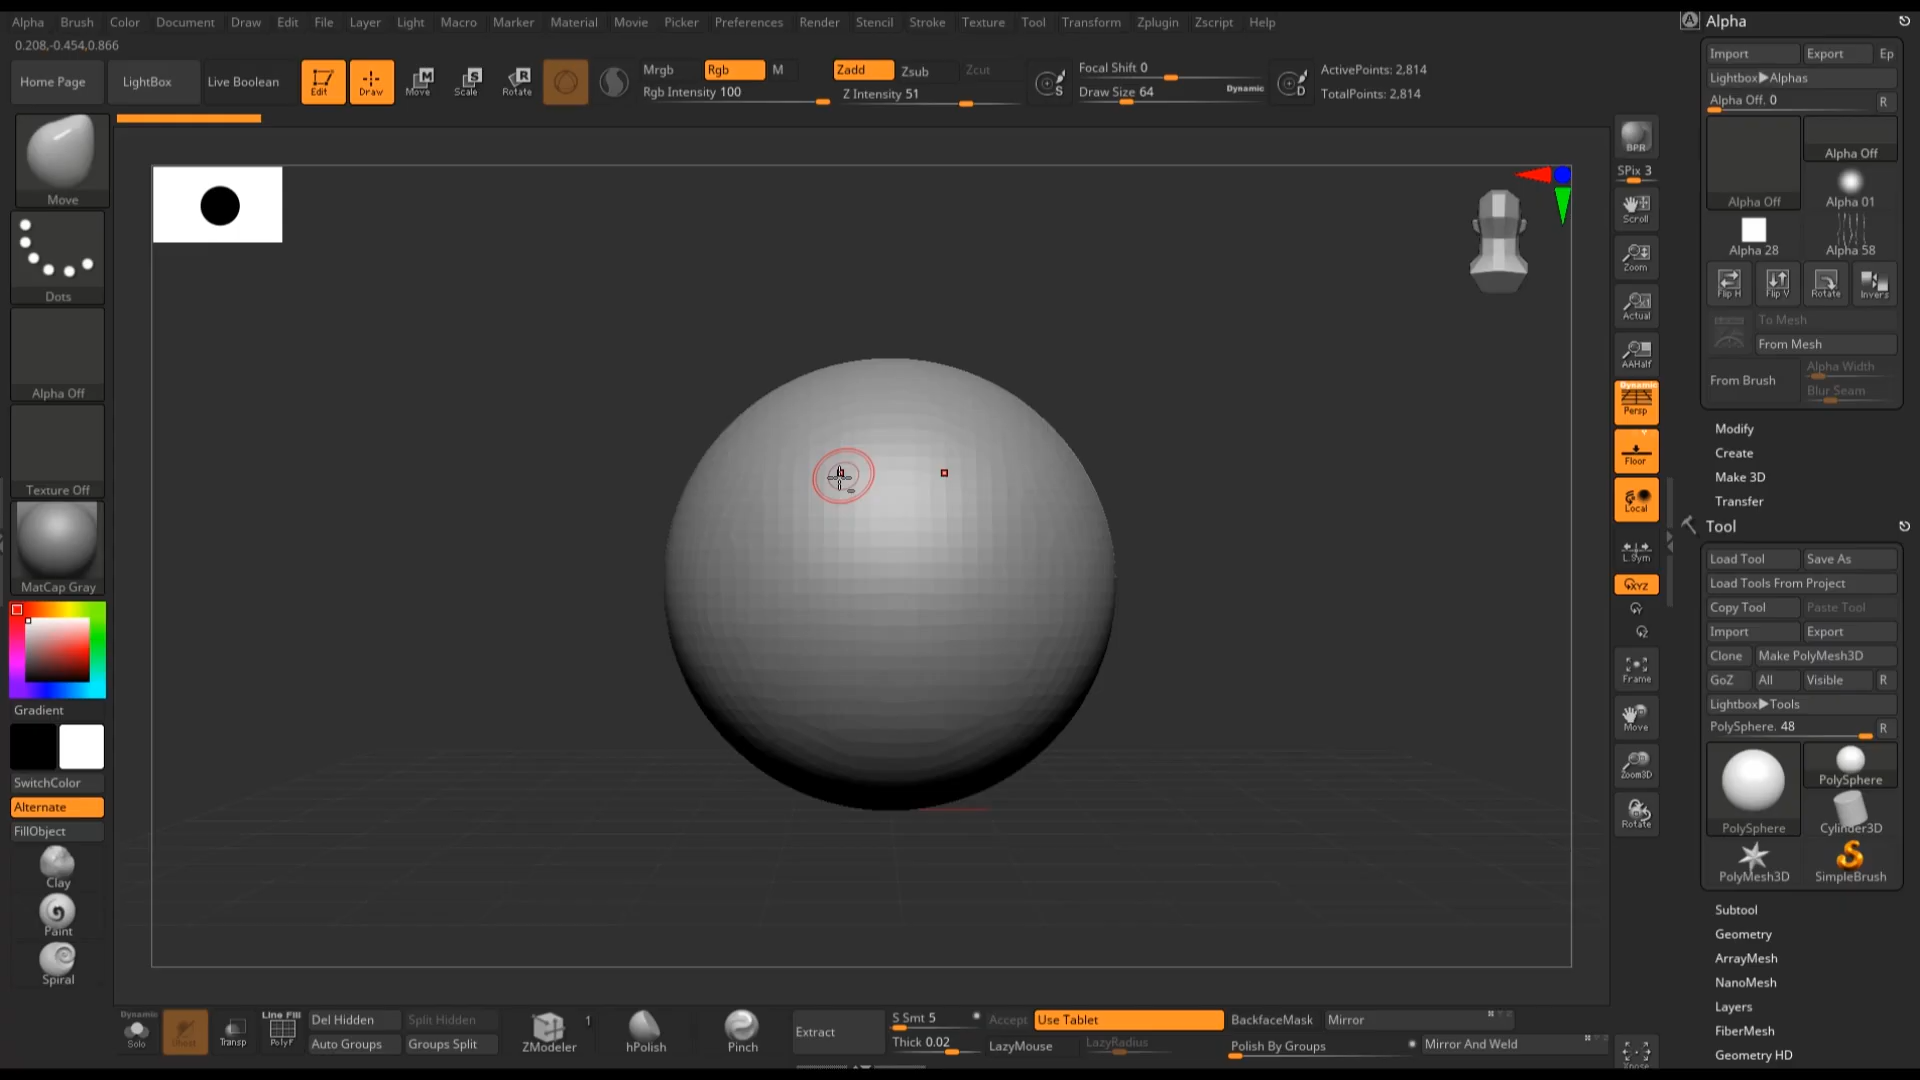 Alpha Brush Color Document Draw Edit File Layer Light Macro Marker Material Movie Picker Preferences Render Stencil Stroke Texture Tool Transform Zplugin Zscript Help
0.208,-0.454,0.866
Home Page
LightBox
Live Boolean
Edit
Draw
Move
Scale
Rotate
Mrgb
Rgb
M
Rgb Intensity 100
Zadd
Zsub
Zcut
Z Intensity 51
S
Focal Shift 0
Draw Size 64
Dynamic
D
ActivePoints: 2,814
TotalPoints: 2,814
Move
Dots
Alpha Off
Texture Off
MatCap Gray
Gradient
SwitchColor
Alternate
FillObject
Clay
Paint
Spiral
BPR
SPix 3
Scroll
Zoom
Actual
AAHalf
Dynamic
Persp
Floor
Local
L.Sym
XYZ
Y
Z
Frame
Move
Zoom3D
Rotate
Xpose
Alpha
Import
Export
Ep
Lightbox▶Alphas
Alpha Off. 0
R
Alpha Off
Alpha Off
Alpha 01
Alpha 28
Alpha 58
Flip H
Flip V
Rotate
Invers
To Mesh
From Mesh
From Brush
Alpha Width
Blur Seam
Modify
Create
Make 3D
Transfer
Tool
Load Tool
Save As
Load Tools From Project
Copy Tool
Paste Tool
Import
Export
Clone
Make PolyMesh3D
GoZ
All
Visible
R
Lightbox▶Tools
PolySphere. 48
R
PolySphere
PolySphere
Cylinder3D
PolyMesh3D
SimpleBrush
Subtool
Geometry
ArrayMesh
NanoMesh
Layers
FiberMesh
Geometry HD
Dynamic
Solo
Ghost
Transp
Line Fill
PolyF
Del Hidden
Split Hidden
Auto Groups
Groups Split
ZModeler
1
hPolish
Pinch
Extract
S Smt 5
Thick 0.02
Accept
Use Tablet
LazyMouse
LazyRadius
BackfaceMask
Mirror
Polish By Groups
Mirror And Weld